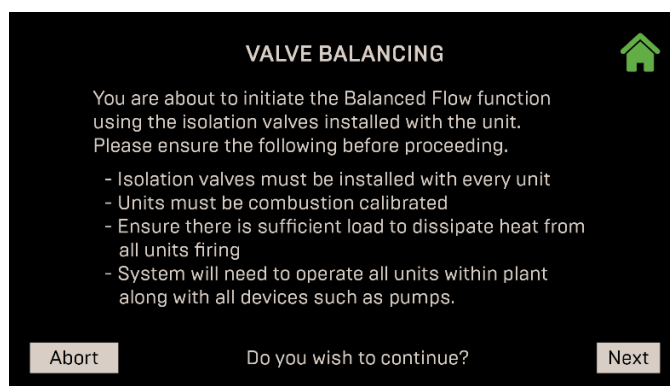 VALVE BALANCING
You are about to initiate the Balanced Flow function
using the isolation valves installed with the unit.
Please ensure the following before proceeding.
- Isolation valves must be installed with every unit
- Units must be combustion calibrated
- Ensure there is sufficient load to dissipate heat from
all units firing
- System will need to operate all units within plant
along with all devices such as pumps.
Abort Do you wish to continue? Next